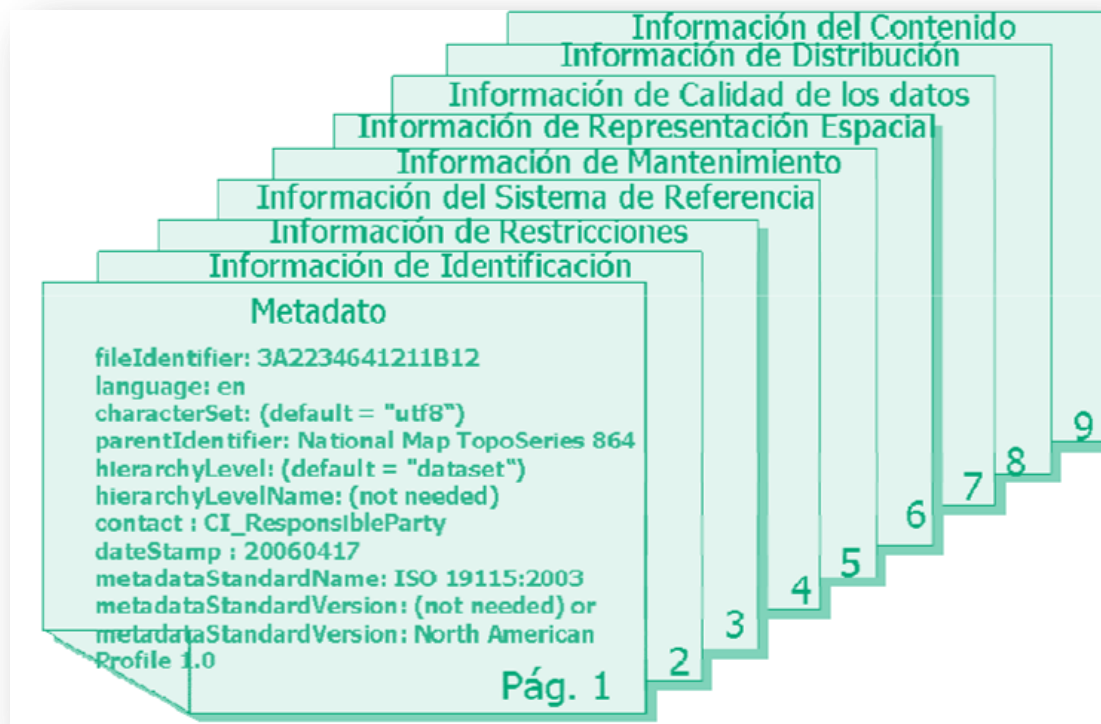 Información del Contenido
Información de Distribución
Información de Calidad de los datos
Información de Representación Espacial
Información de Mantenimiento
Información del Sistema de Referencia
Información de Restricciones
Información de Identificación
Metadato
fileIdentifier: 3A2234641211B12
language: en
characterSet: (default = "utf8")
parentIdentifier: National Map TopoSeries 864
hierarchyLevel: (default = "dataset")
hierarchyLevelName: (not needed)
contact : CI_ResponsibleParty
dateStamp : 20060417
metadataStandardName: ISO 19115:2003
metadataStandardVersion: (not needed) or
metadataStandardVersion: North American
Profile 1.0
Pág. 1
2
3
4
5
6
7
8
9